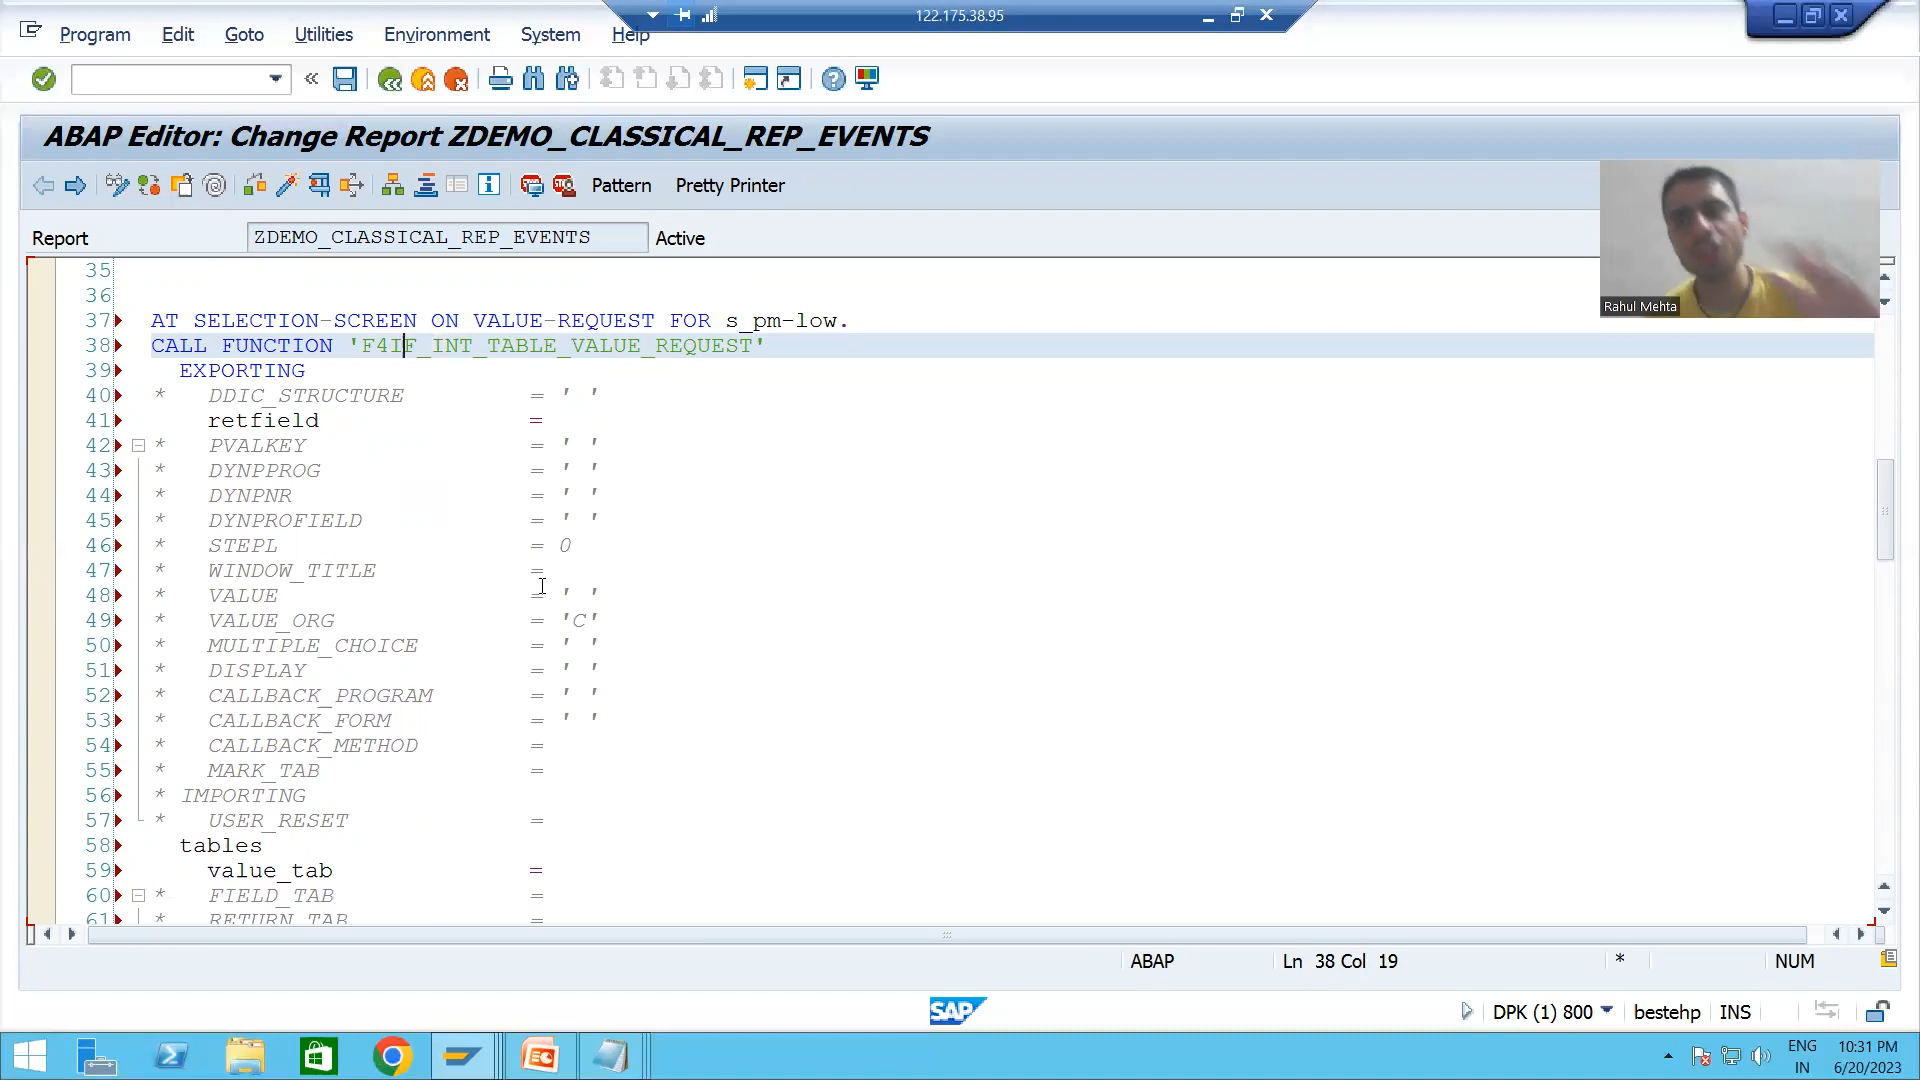 122.175.38.95
Program Edit Goto Utilities Environment System Help
ABAP Editor: Change Report ZDEMO_CLASSICAL_REP_EVENTS
Pattern Pretty Printer
Report ZDEMO_CLASSICAL_REP_EVENTS Active
Rahul Mehta
35
36
37 AT SELECTION-SCREEN ON VALUE-REQUEST FOR s_pm-low.
38 CALL FUNCTION 'F4IF_INT_TABLE_VALUE_REQUEST'
39 EXPORTING
40 * DDIC_STRUCTURE = ' '
41 retfield =
42 * PVALKEY = ' '
43 * DYNPPROG = ' '
44 * DYNPNR = ' '
45 * DYNPROFIELD = ' '
46 * STEPL = 0
47 * WINDOW_TITLE =
48 * VALUE = ' '
49 * VALUE_ORG = 'C'
50 * MULTIPLE_CHOICE = ' '
51 * DISPLAY = ' '
52 * CALLBACK_PROGRAM = ' '
53 * CALLBACK_FORM = ' '
54 * CALLBACK_METHOD =
55 * MARK_TAB =
56 * IMPORTING
57 * USER_RESET =
58 tables
59 value_tab =
60 * FIELD_TAB =
61 * RETURN_TAB =
ABAP Ln 38 Col 19 * NUM
SAP DPK (1) 800 bestehp INS
ENG 10:31 PM
IN 6/20/2023